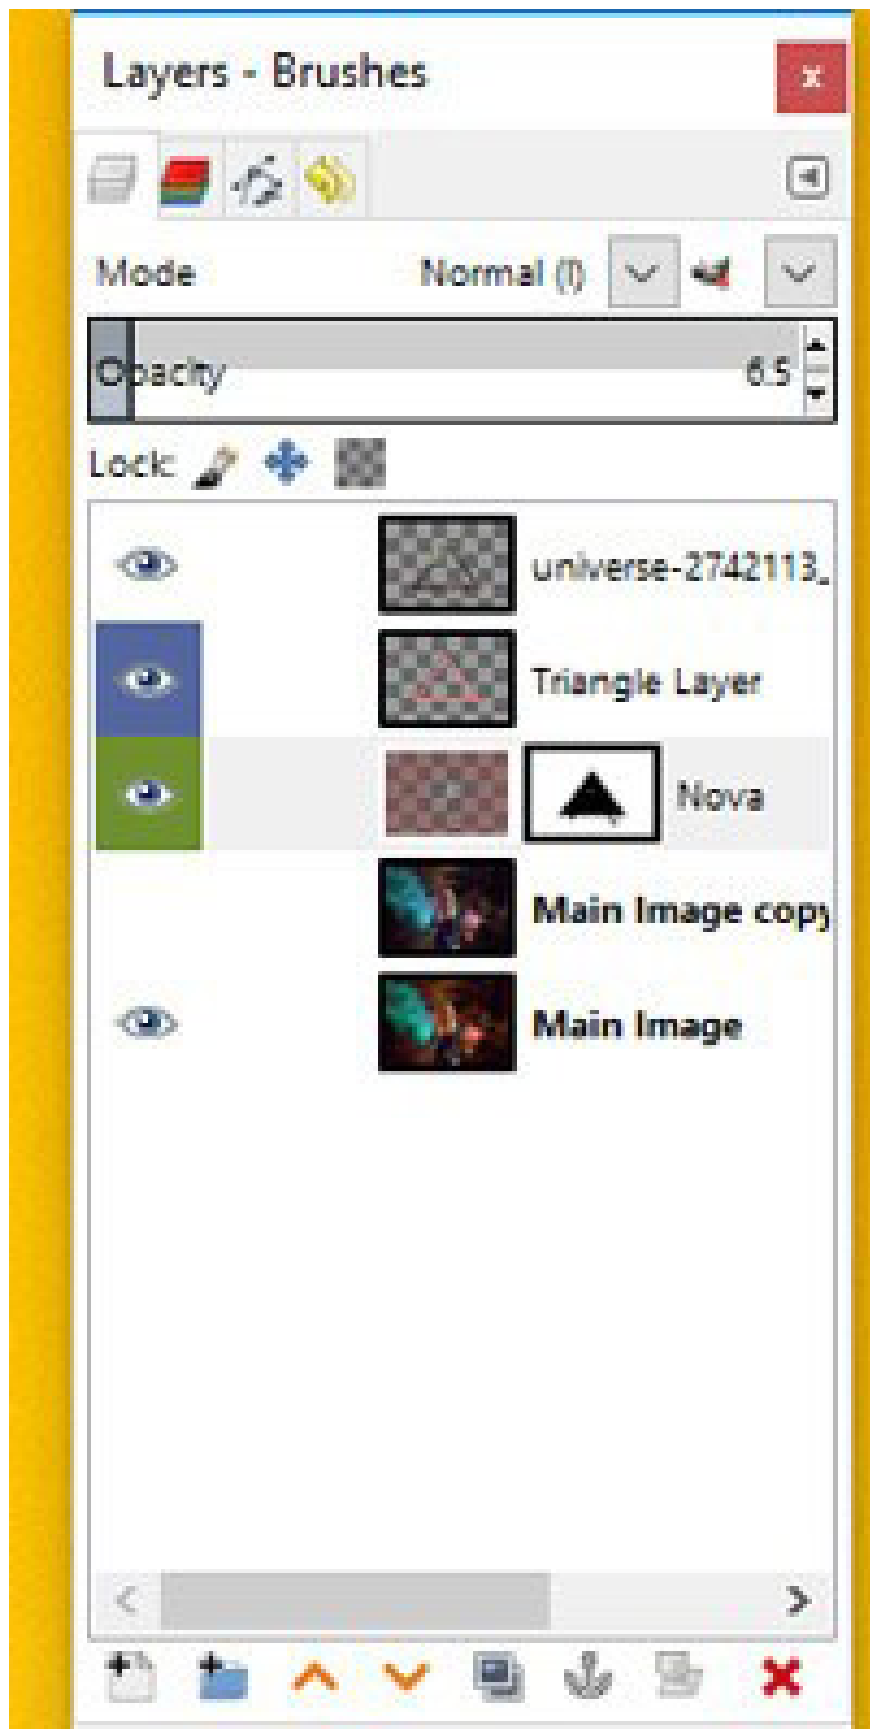 Layers - Brushes
Mode Normal (l)
Opacity 6.5
Lock:
universe-2742113_
Triangle Layer
Nova
Main Image copy
Main Image